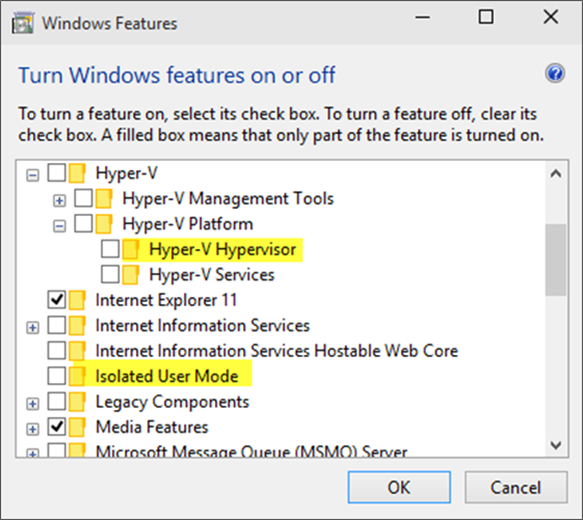 Windows Features
Turn Windows features on or off
To turn a feature on, select its check box. To turn a feature off, clear its
check box. A filled box means that only part of the feature is turned on.
Hyper-V
Hyper-V Management Tools
Hyper-V Platform
Hyper-V Hypervisor
Hyper-V Services
Internet Explorer 11
Internet Information Services
Internet Information Services Hostable Web Core
Isolated User Mode
Legacy Components
Media Features
Microsoft Message Queue (MSMQ) Server
OK
Cancel